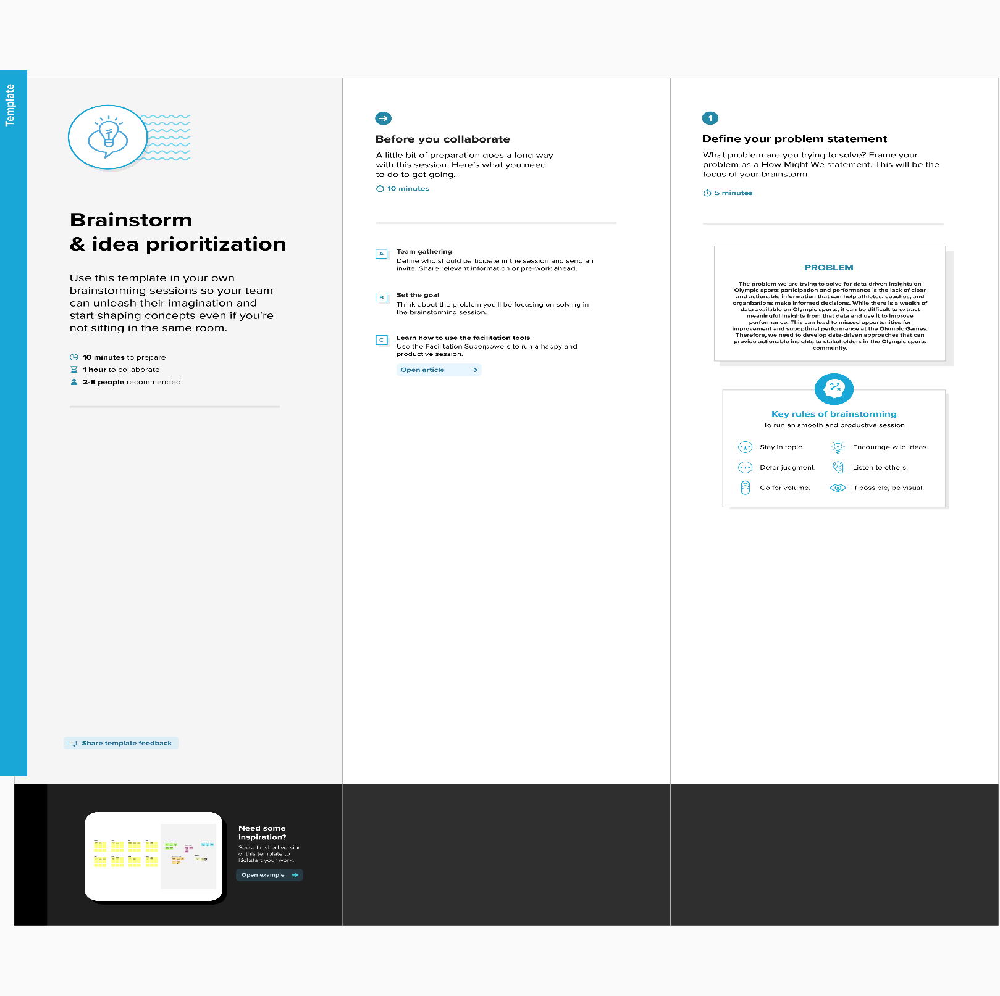 Template
Brainstorm
& idea prioritization
Use this template in your own
brainstorming sessions so your team
can unleash their imagination and
start shaping concepts even if you're
not sitting in the same room.
10 minutes to prepare
1 hour to collaborate
2-8 people recommended
Share template feedback
Need some
inspiration?
See a finished version
of this template to
kickstart your work.
Open example
Before you collaborate
A little bit of preparation goes a long way
with this session. Here's what you need
to do to get going.
10 minutes
A
Team gathering
Define who should participate in the session and send an
invite. Share relevant information or pre-work ahead.
B
Set the goal
Think about the problem you'll be focusing on solving in
the brainstorming session.
C
Learn how to use the facilitation tools
Use the Facilitation Superpowers to run a happy and
productive session.
Open article
1
Define your problem statement
What problem are you trying to solve? Frame your
problem as a How Might We statement. This will be the
focus of your brainstorm.
5 minutes
PROBLEM
The problem we are trying to solve for data-driven insights on
Olympic sports participation and performance is the lack of clear
and actionable information that can help athletes, coaches, and
organizations make informed decisions. While there is a wealth of
data available on Olympic sports, it can be difficult to extract
meaningful insights from that data and use it to improve
performance. This can lead to missed opportunities for
improvement and suboptimal performance at the Olympic Games.
Therefore, we need to develop data-driven approaches that can
provide actionable insights to stakeholders in the Olympic sports
community.
Key rules of brainstorming
To run an smooth and productive session
Stay in topic.
Encourage wild ideas.
Defer judgment.
Listen to others.
Go for volume.
If possible, be visual.